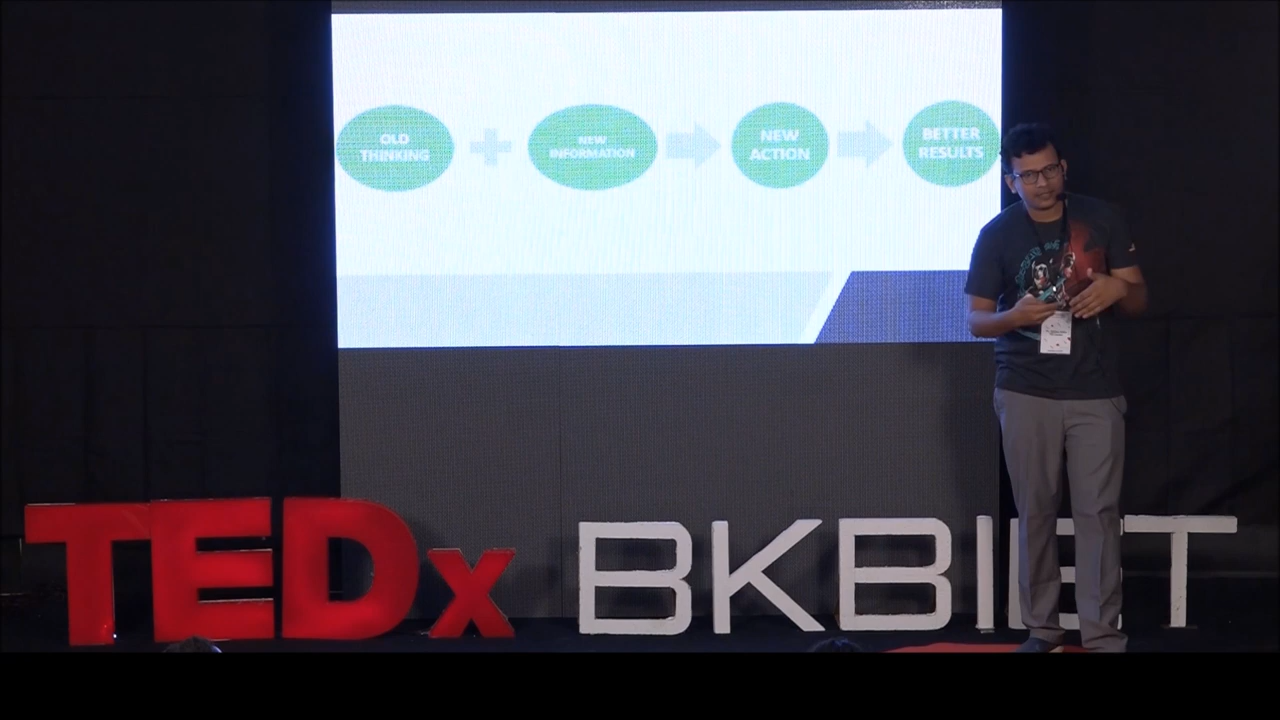 OLD
THINKING
NEW
INFORMATION
NEW
ACTION
BETTER
RESULTS
TEDx BKBIET